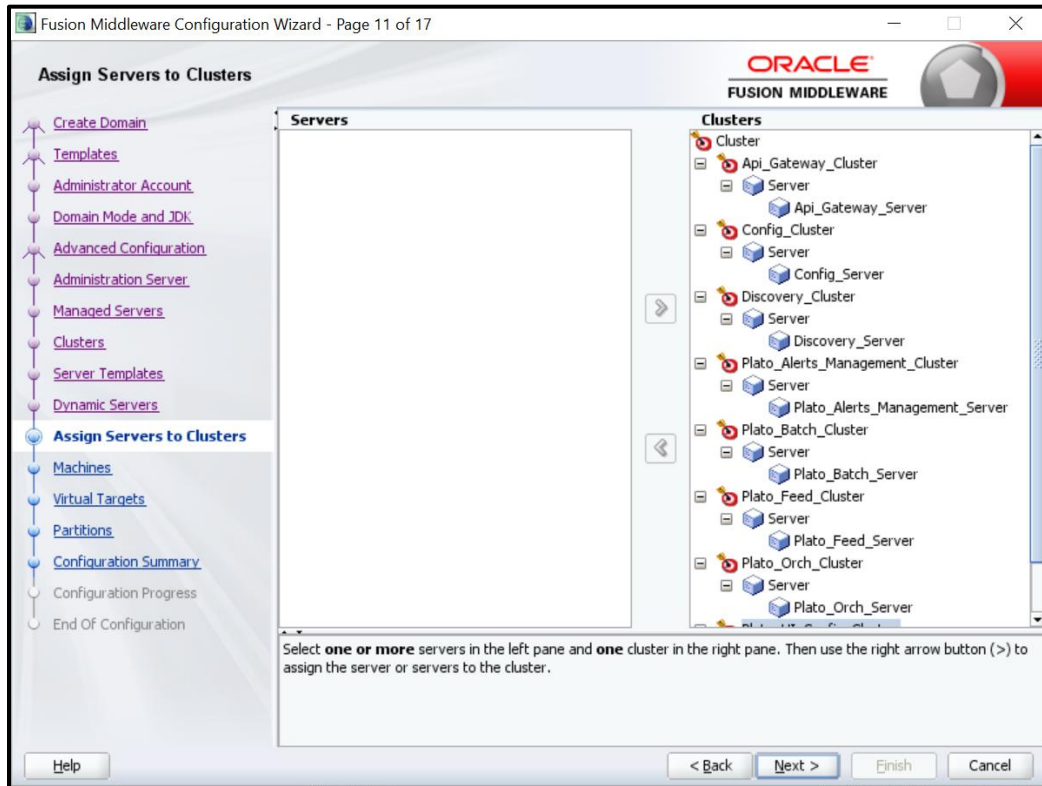 Fusion Middleware Configuration Wizard - Page 11 of 17
Assign Servers to Clusters
ORACLE
FUSION MIDDLEWARE
Create Domain
Templates
Administrator Account
Domain Mode and JDK
Advanced Configuration
Administration Server
Managed Servers
Clusters
Server Templates
Dynamic Servers
Assign Servers to Clusters
Machines
Virtual Targets
Partitions
Configuration Summary
Configuration Progress
End Of Configuration
Servers
Clusters
Cluster
Api_Gateway_Cluster
Server
Api_Gateway_Server
Config_Cluster
Server
Config_Server
Discovery_Cluster
Server
Discovery_Server
Plato_Alerts_Management_Cluster
Server
Plato_Alerts_Management_Server
Plato_Batch_Cluster
Server
Plato_Batch_Server
Plato_Feed_Cluster
Server
Plato_Feed_Server
Plato_Orch_Cluster
Server
Plato_Orch_Server
Select one or more servers in the left pane and one cluster in the right pane. Then use the right arrow button (>) to
assign the server or servers to the cluster.
Help
< Back
Next >
Finish
Cancel